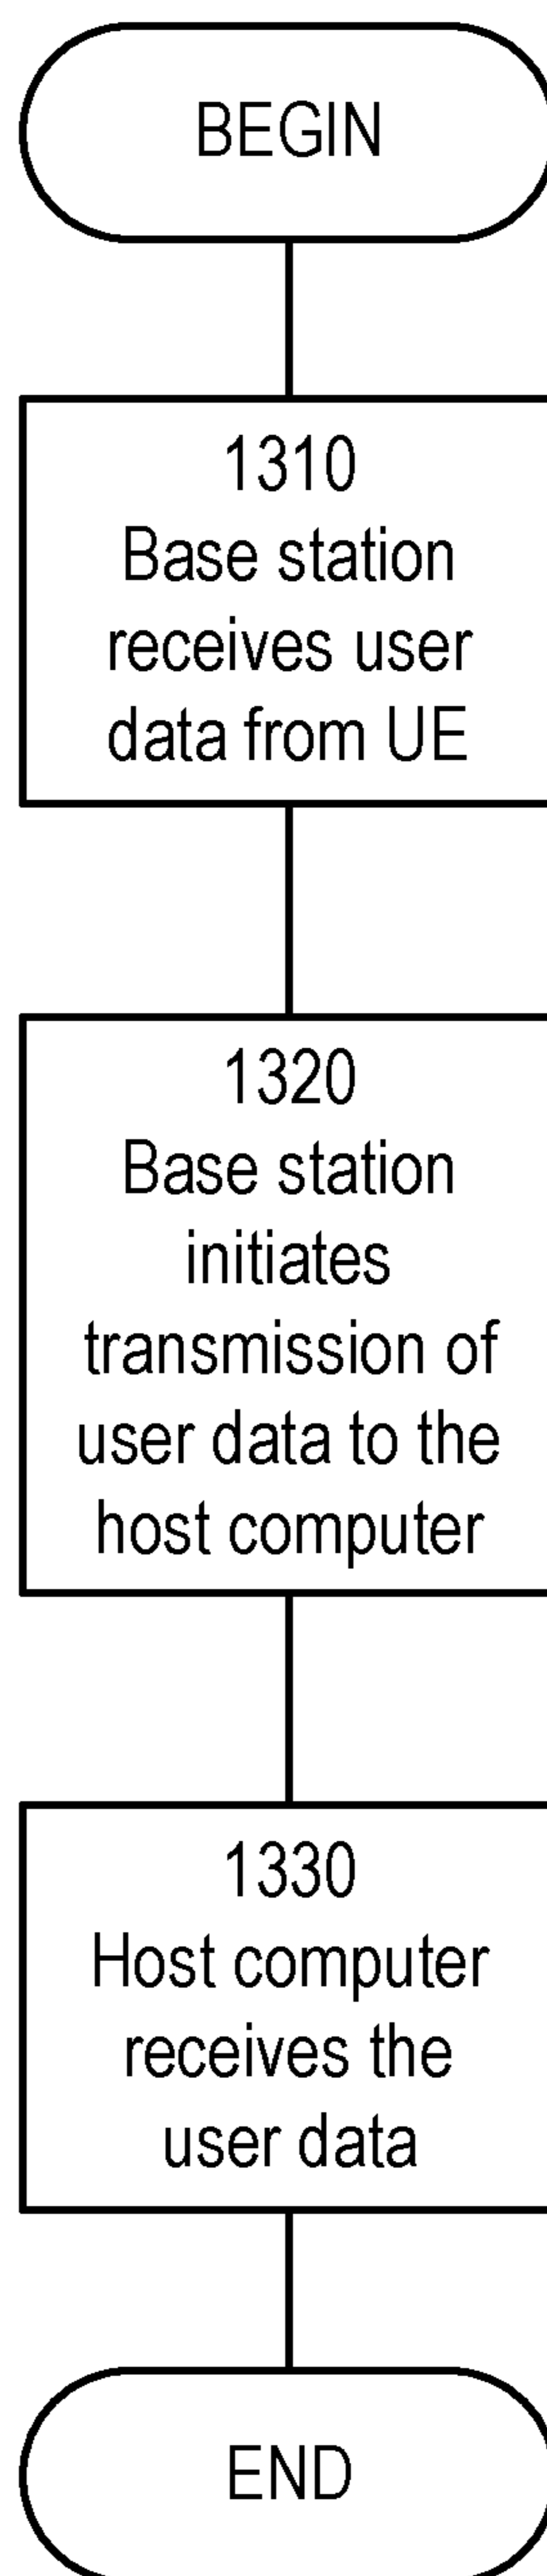 BEGIN
1310
Base station
receives user
data from UE
1320
Base station
initiates
transmission of
user data to the
host computer
1330
Host computer
receives the
user data
END